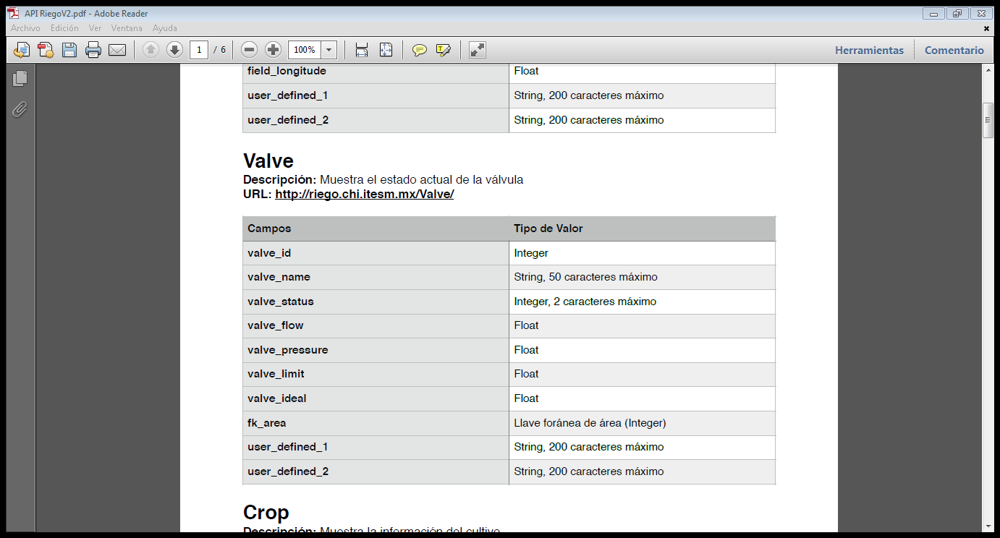 API RiegoV2.pdf - Adobe Reader
Archivo Edición Ver Ventana Ayuda
1 / 6 100% Herramientas Comentario
field_longitude Float
user_defined_1 String, 200 caracteres máximo
user_defined_2 String, 200 caracteres máximo
Valve
Descripción: Muestra el estado actual de la válvula
URL: http://riego.chi.itesm.mx/Valve/
Campos Tipo de Valor
valve_id Integer
valve_name String, 50 caracteres máximo
valve_status Integer, 2 caracteres máximo
valve_flow Float
valve_pressure Float
valve_limit Float
valve_ideal Float
fk_area Llave foránea de área (Integer)
user_defined_1 String, 200 caracteres máximo
user_defined_2 String, 200 caracteres máximo
Crop
Descripción: Muestra la información del cultivo